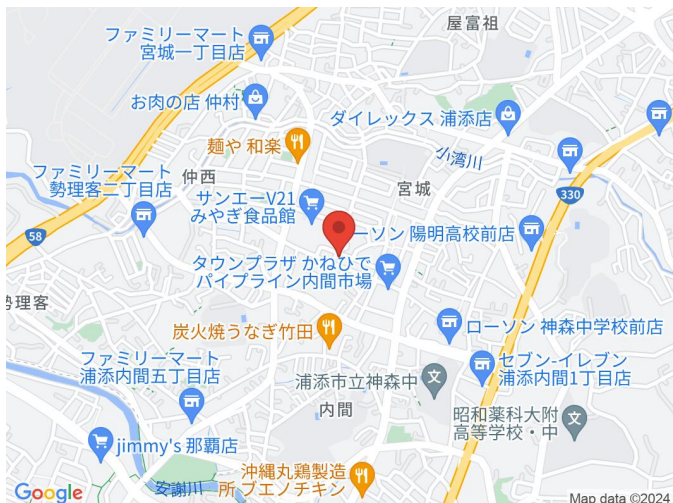 屋富祖
ファミリーマート
宮城一丁目店
お肉の店 仲村
ダイレックス 浦添店
麺や 和楽
小湾川
ファミリーマート
勢理客二丁目店
仲西
宮城
サンエーV21
みやぎ食品館
330
58
ーソン 陽明高校前店
タウンプラザ かねひで
パイプライン内間市場
勢理客
炭火焼うなぎ竹田
ローソン 神森中学校前店
ファミリーマート
浦添内間五丁目店
セブン-イレブン
浦添内間1丁目店
浦添市立神森中
文
内間
昭和薬科大附
高等学校・中
文
jimmy's 那覇店
安謝川
沖縄丸鶏製造
所 ブエノチキン
Google
Map data ©2024